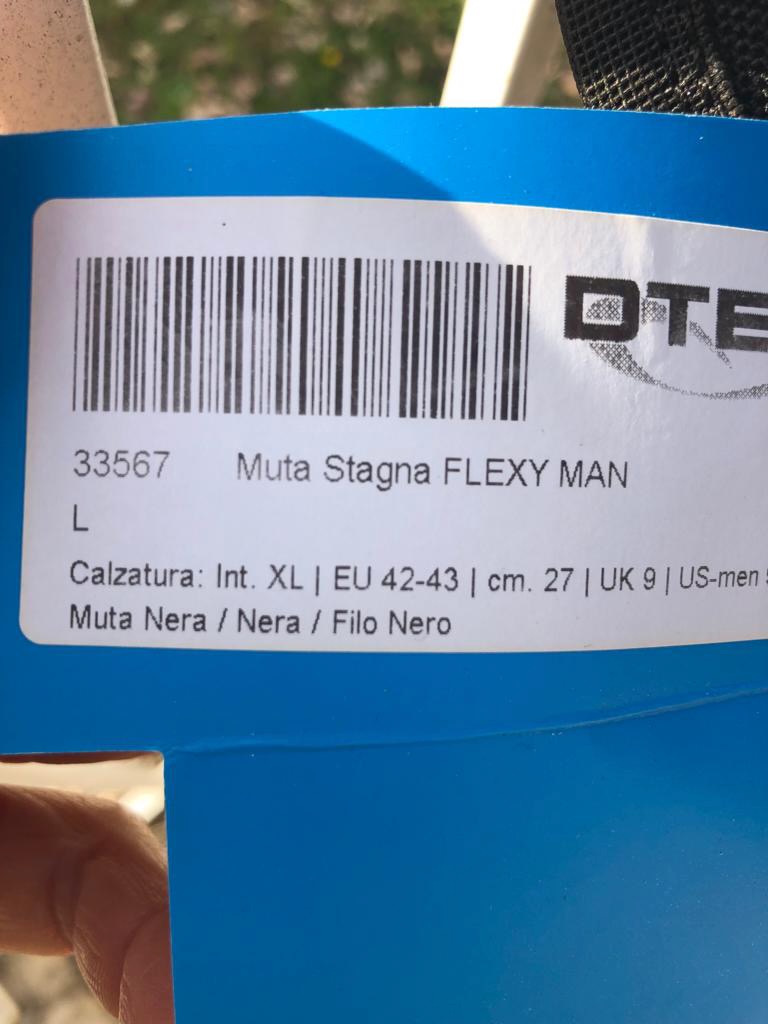 DTE
33567 Muta Stagna FLEXY MAN
L
Calzatura: Int. XL | EU 42-43 | cm. 27 | UK 9 | US-men
Muta Nera / Nera / Filo Nero